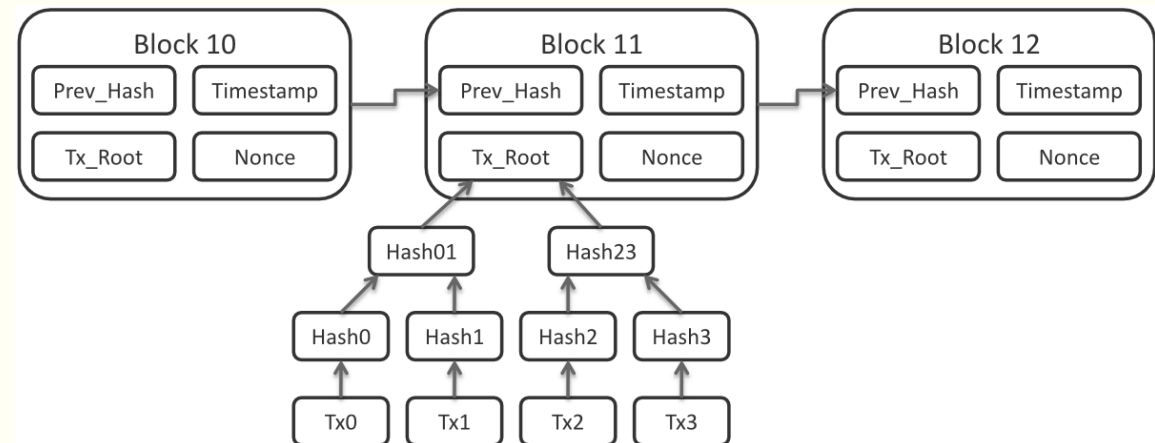 Block 10
Block 11
Block 12
Prev_Hash
Timestamp
Prev_Hash
Timestamp
Prev_Hash
Timestamp
Tx_Root
Nonce
Tx_Root
Nonce
Tx_Root
Nonce
Hash01
Hash23
Hash0
Hash1
Hash2
Hash3
Tx0
Tx1
Tx2
Tx3